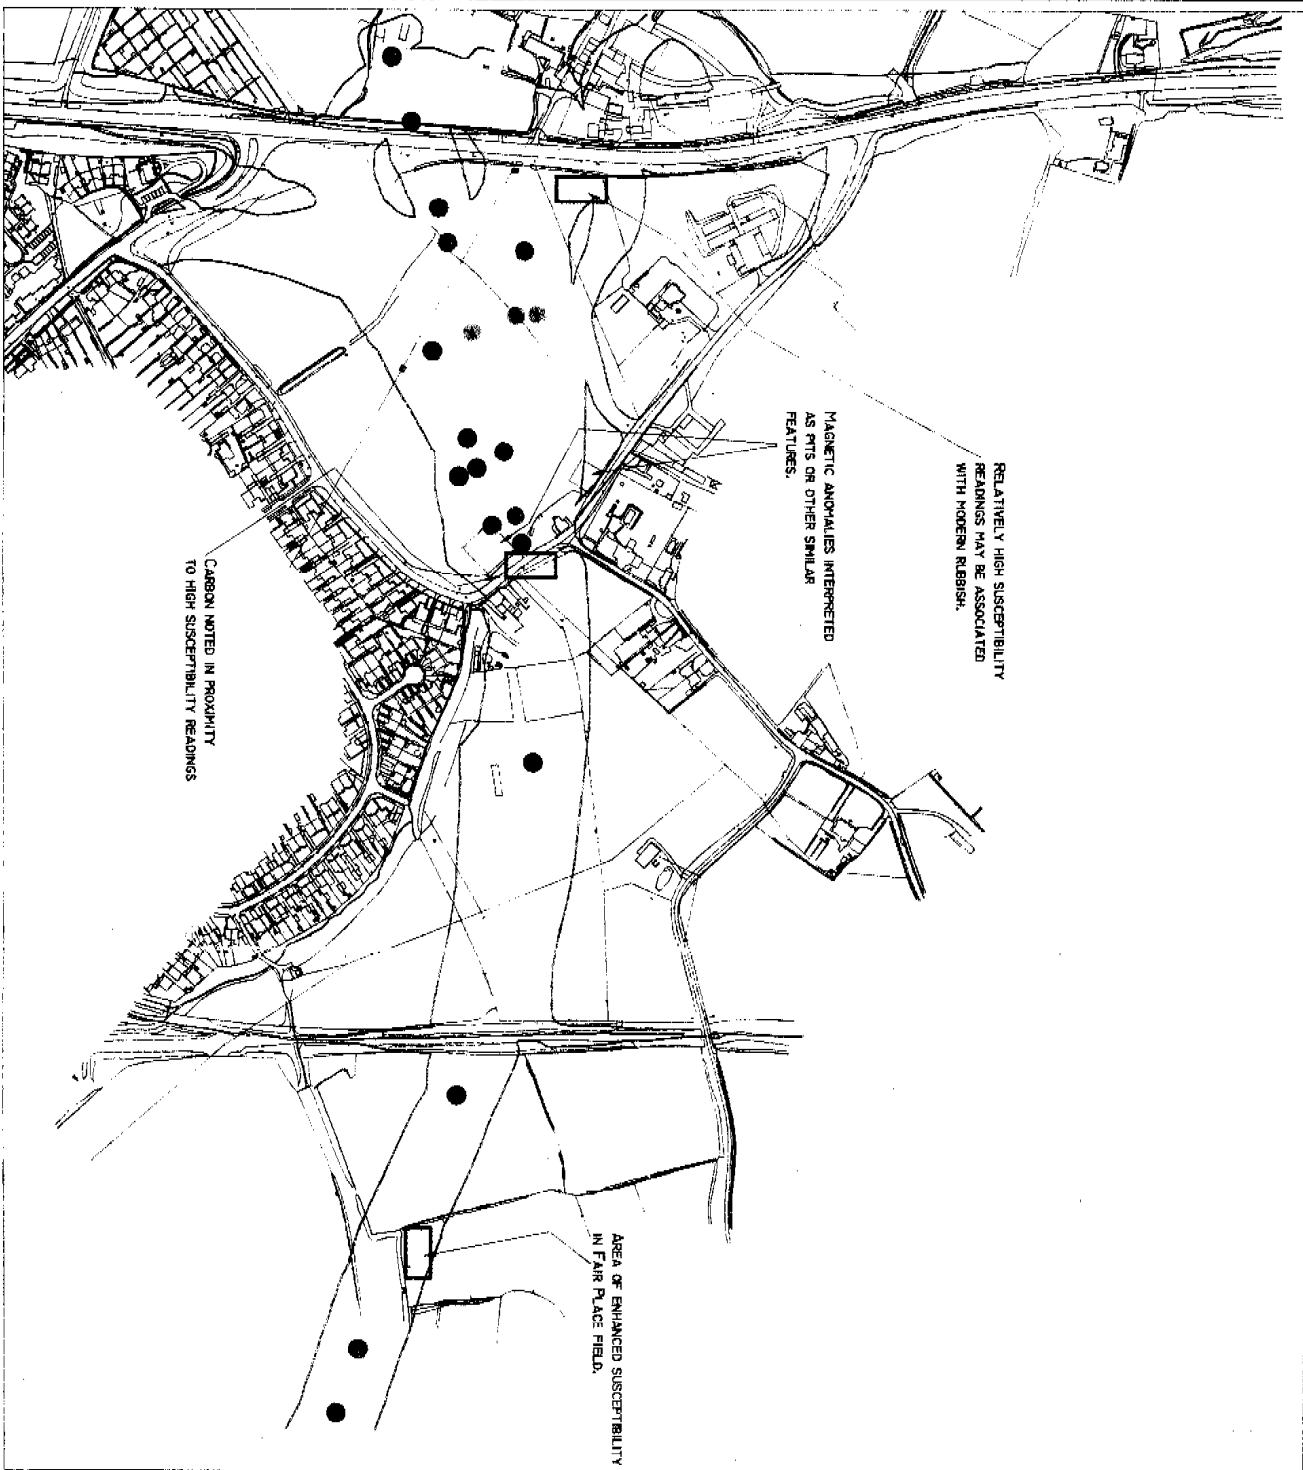 RELATIVELY HIGH SUSCEPTIBILITY
READINGS MAY BE ASSOCIATED
WITH MODERN RUBBISH.
MAGNETIC ANOMALIES INTERPRETED
AS PITS OR OTHER SIMILAR
FEATURES.
CARBON NOTED IN PROXIMITY
TO HIGH SUSCEPTIBILITY READINGS
AREA OF ENHANCED SUSCEPTIBILITY
IN FAIR PLACE FIELD.